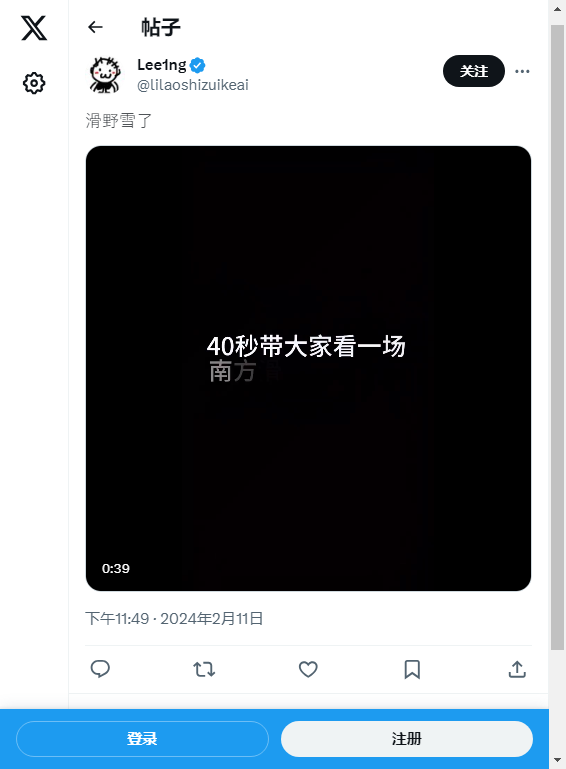 帖子
Lee1ng
@lilaoshizuikeai
关注
滑野雪了
40秒带大家看一场
南方
0:39
下午11:49 · 2024年2月11日
登录
注册